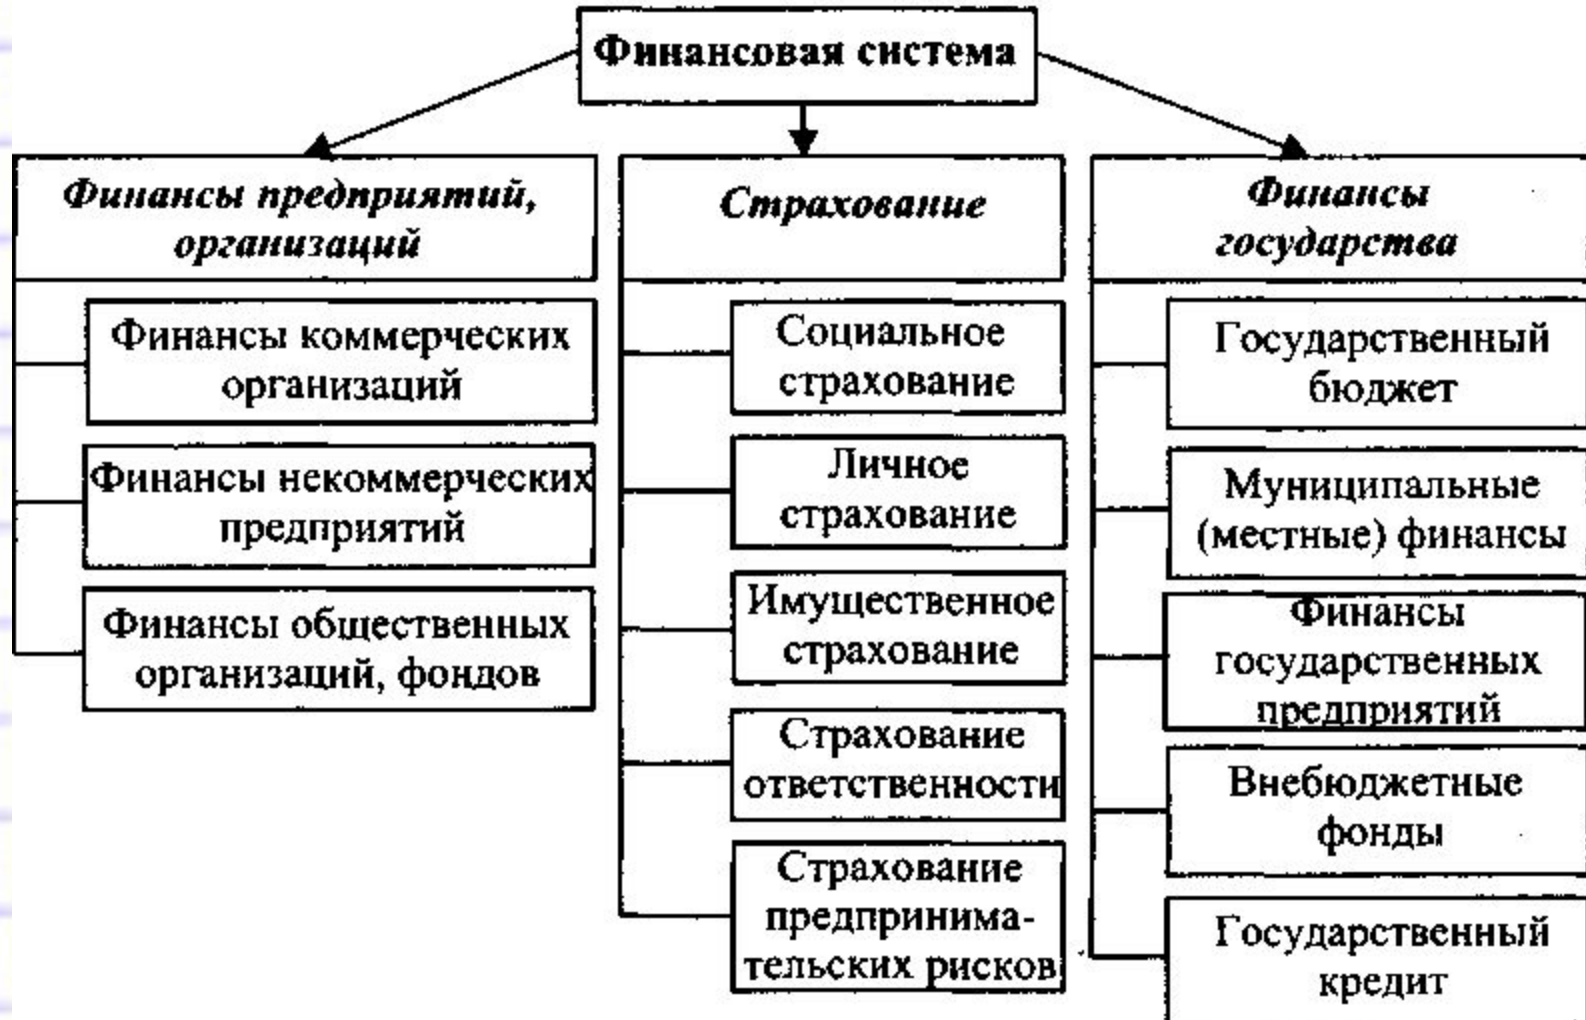 Финансовая система
Финансы предприятий,
организаций
Финансы коммерческих
организаций
Финансы некоммерческих
предприятий
Финансы общественных
организаций, фондов
Страхование
Социальное
страхование
Личное
страхование
Имущественное
страхование
Страхование
ответственности
Страхование
предпринима-
тельских рисков
Финансы
государства
Государственный
бюджет
Муниципальные
(местные) финансы
Финансы
государственных
предприятий
Внебюджетные
фонды
Государственный
кредит